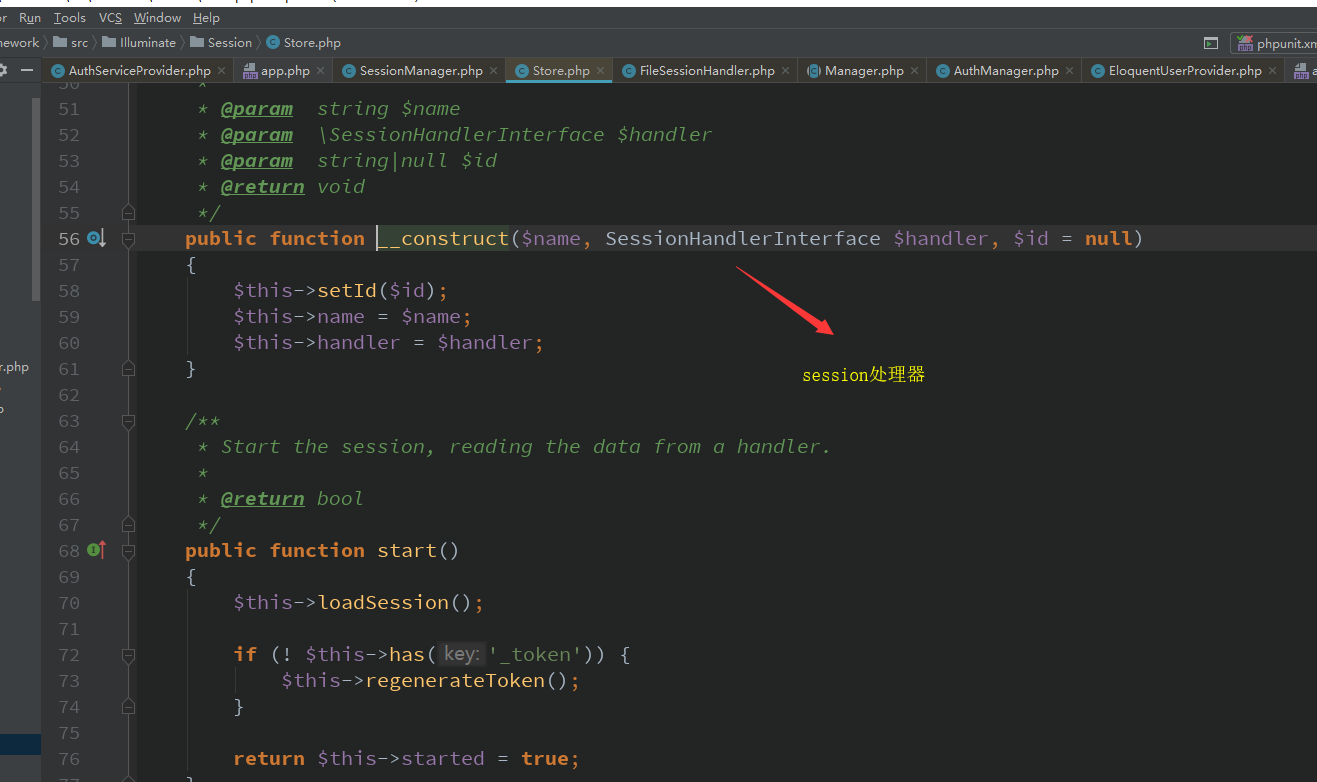 Run Tools VCS Window Help
src Illuminate Session Store.php
AuthServiceProvider.php app.php SessionManager.php Store.php FileSessionHandler.php Manager.php AuthManager.php EloquentUserProvider.php
50 *
51 * @param string $name
52 * @param \SessionHandlerInterface $handler
53 * @param string|null $id
54 * @return void
55 */
56 public function __construct($name, SessionHandlerInterface $handler, $id = null)
57 {
58 $this->setId($id);
59 $this->name = $name;
60 $this->handler = $handler;
61 }
session处理器
62
63 /**
64 * Start the session, reading the data from a handler.
65 *
66 * @return bool
67 */
68 public function start()
69 {
70 $this->loadSession();
71
72 if (! $this->has( key: '_token')) {
73 $this->regenerateToken();
74 }
75
76 return $this->started = true;